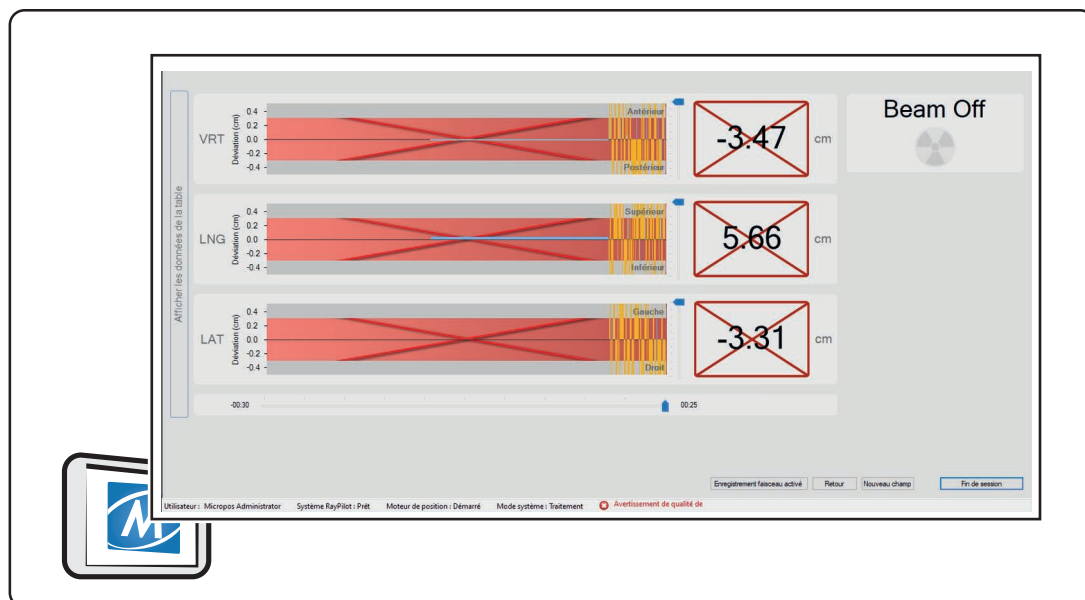 Afficher les données de la table
VRT
Déviation (cm)
0.4
0.2
0.0
-0.2
-0.4
Antérieur
Postérieur
-3.47
cm
Beam Off
LNG
Déviation (cm)
0.4
0.2
0.0
-0.2
-0.4
Supérieur
Inférieur
5.66
cm
LAT
Déviation (cm)
0.4
0.2
0.0
-0.2
-0.4
Gauche
Droit
-3.31
cm
-00:30
00:25
Enregistrement faisceau activé Retour Nouveau champ Fin de session
Utilisateur : Micropos Administrator Système RayPilot : Prêt Moteur de position : Démarré Mode système : Traitement Avertissement de qualité de
M